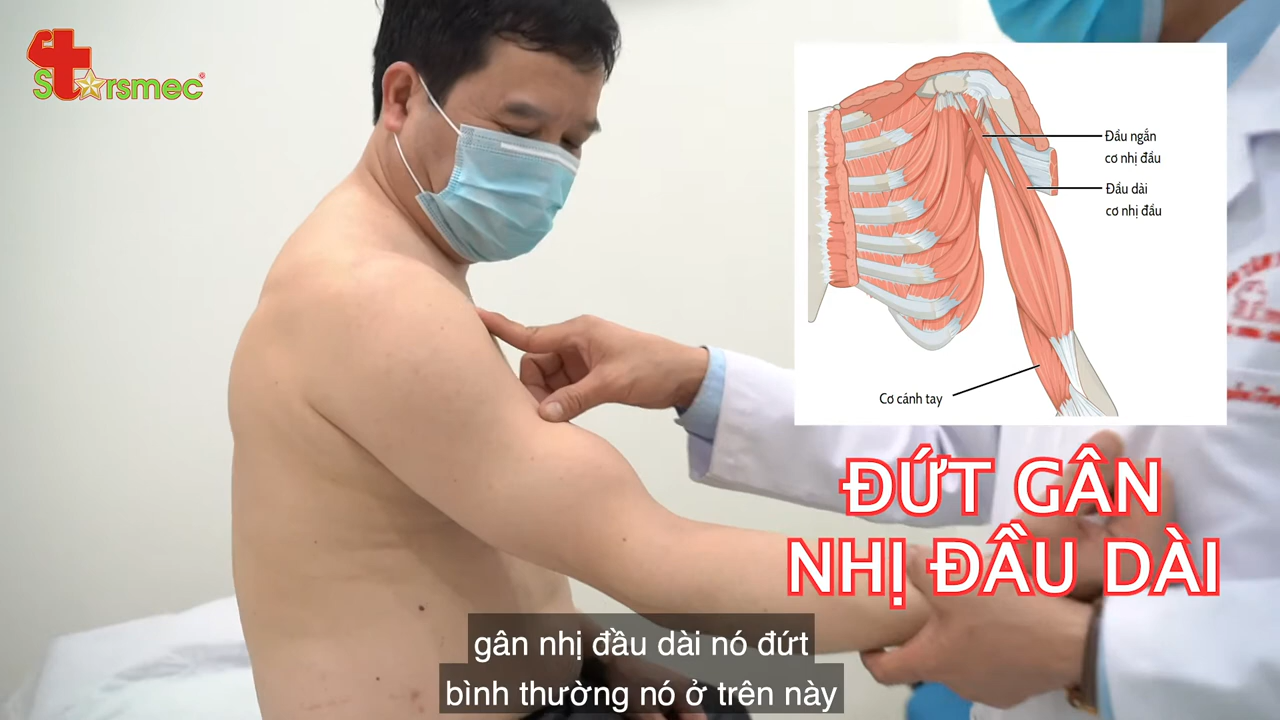 Starsmec
Đầu ngắn
cơ nhị đầu
Đầu dài
cơ nhị đầu
Cơ cánh tay
ĐỨT GÂN
NHỊ ĐẦU DÀI
gân nhị đầu dài nó đứt
bình thường nó ở trên này